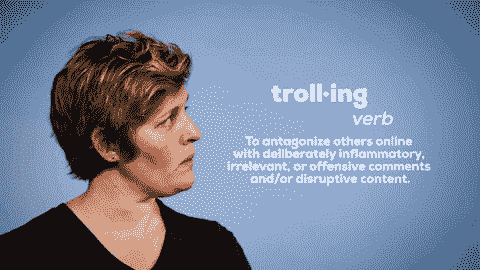 troll·ing
verb
To antagonize others online
with deliberately inflammatory,
irrelevant, or offensive comments
and/or disruptive content.